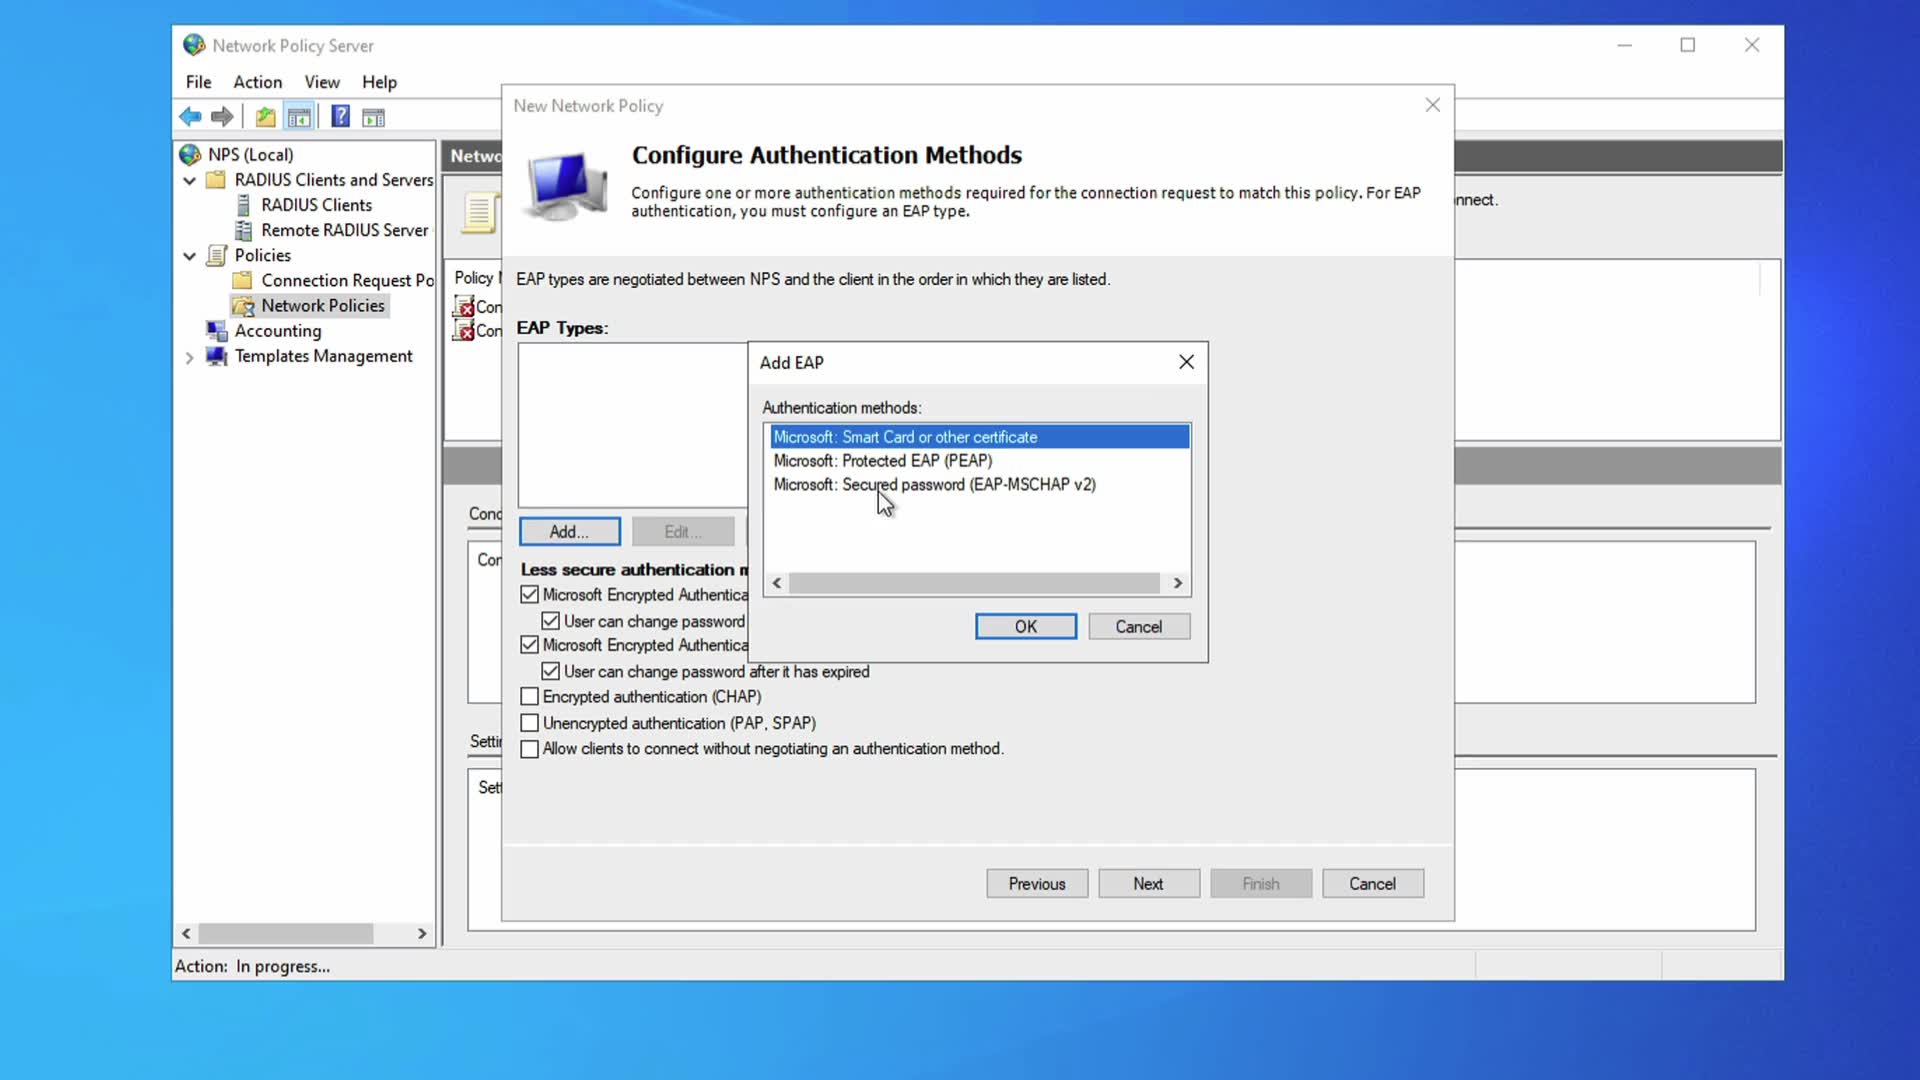 Network Policy Server
File Action View Help
New Network Policy
NPS (Local)
RADIUS Clients and Servers
RADIUS Clients
Remote RADIUS Server
Policies
Connection Request Po
Network Policies
Accounting
Templates Management
Netwo
nnect.
Policy
Con
Con
Configure Authentication Methods
Configure one or more authentication methods required for the connection request to match this policy. For EAP
authentication, you must configure an EAP type.
EAP types are negotiated between NPS and the client in the order in which they are listed.
EAP Types:
Add EAP
Authentication methods:
Microsoft: Smart Card or other certificate
Microsoft: Protected EAP (PEAP)
Microsoft: Secured password (EAP-MSCHAP v2)
OK Cancel
Add... Edit...
Less secure authentication m
Microsoft Encrypted Authentica
User can change password
Microsoft Encrypted Authentica
User can change password after it has expired
Encrypted authentication (CHAP)
Unencrypted authentication (PAP, SPAP)
Allow clients to connect without negotiating an authentication method.
Cond
Con
Settin
Sett
Previous Next Finish Cancel
Action: In progress...